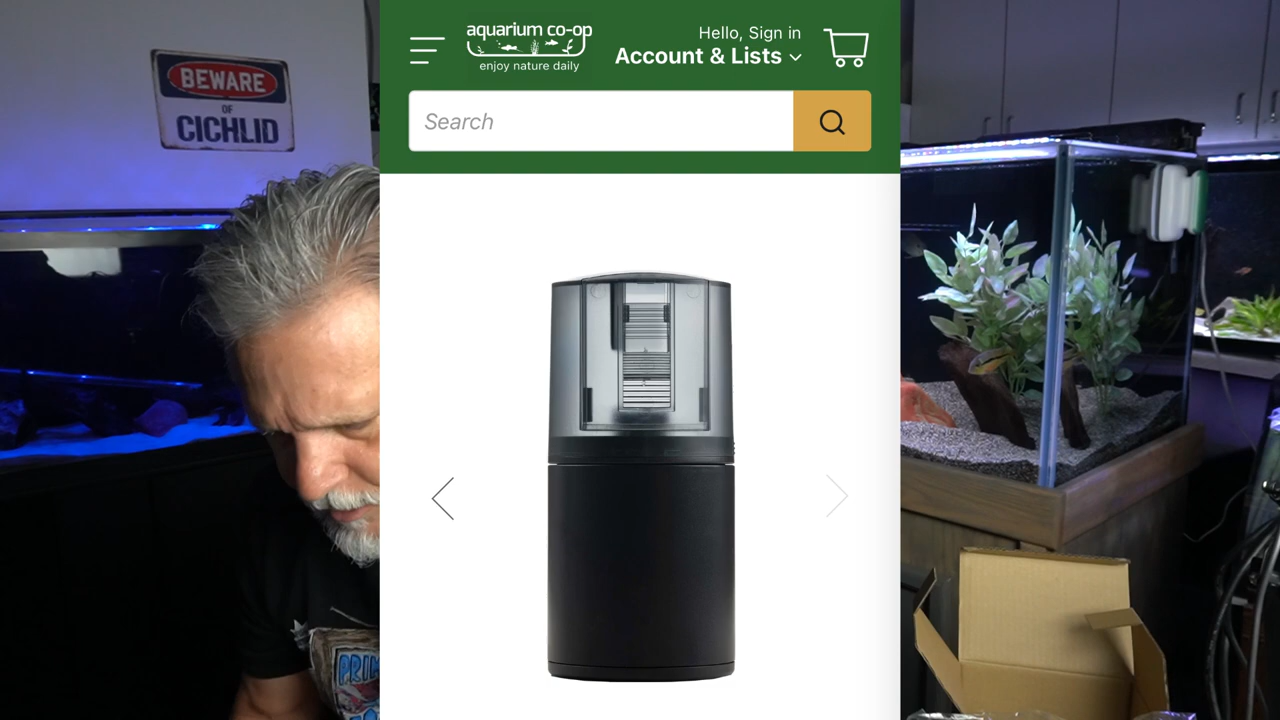 BEWARE
OF
CICHLID
aquarium co-op
enjoy nature daily
Hello, Sign in
Account & Lists
Search